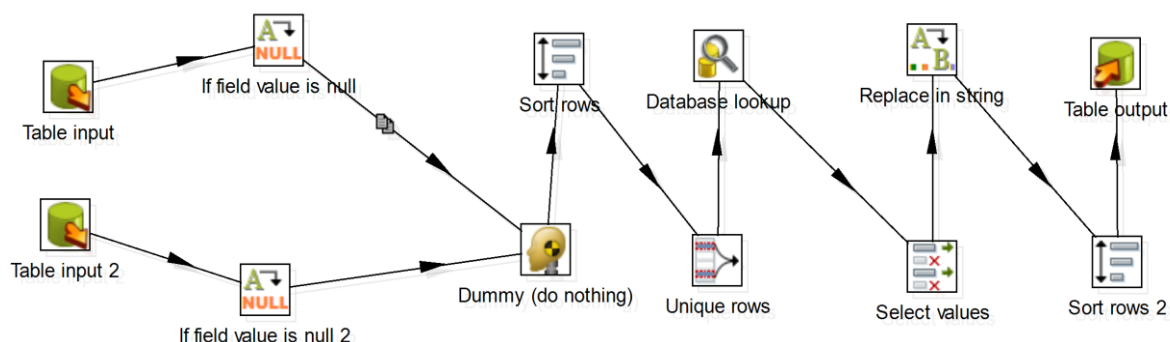 A
NULL
If field value is null
Table input
Sort rows
Database lookup
A
B
Replace in string
Table output
Table input 2
A
NULL
If field value is null 2
Dummy (do nothing)
Unique rows
Select values
Sort rows 2